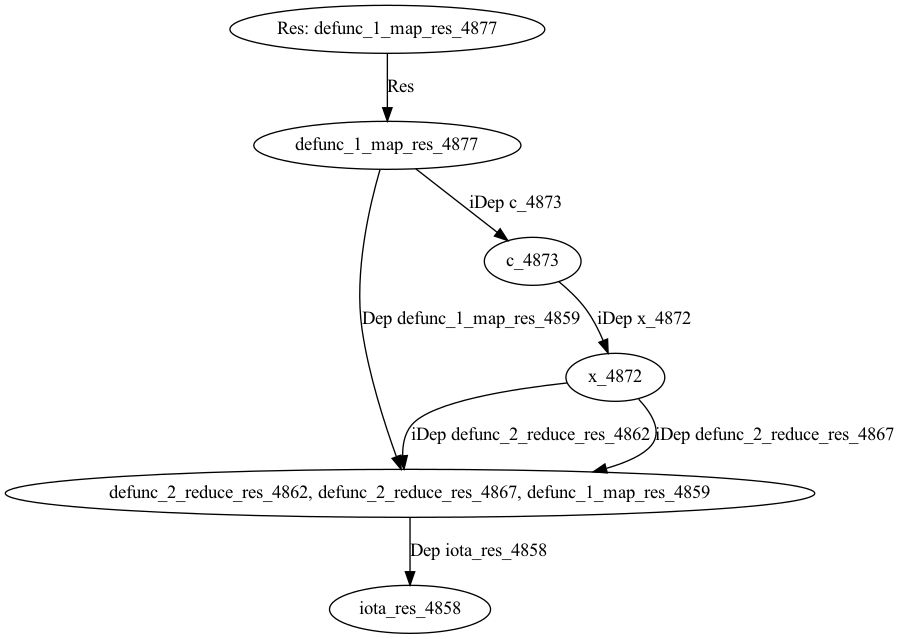 Res: defunc_1_map_res_4877
Res
defunc_1_map_res_4877
iDep c_4873
c_4873
Dep defunc_1_map_res_4859
iDep x_4872
x_4872
iDep defunc_2_reduce_res_4862
iDep defunc_2_reduce_res_4867
defunc_2_reduce_res_4862, defunc_2_reduce_res_4867, defunc_1_map_res_4859
Dep iota_res_4858
iota_res_4858